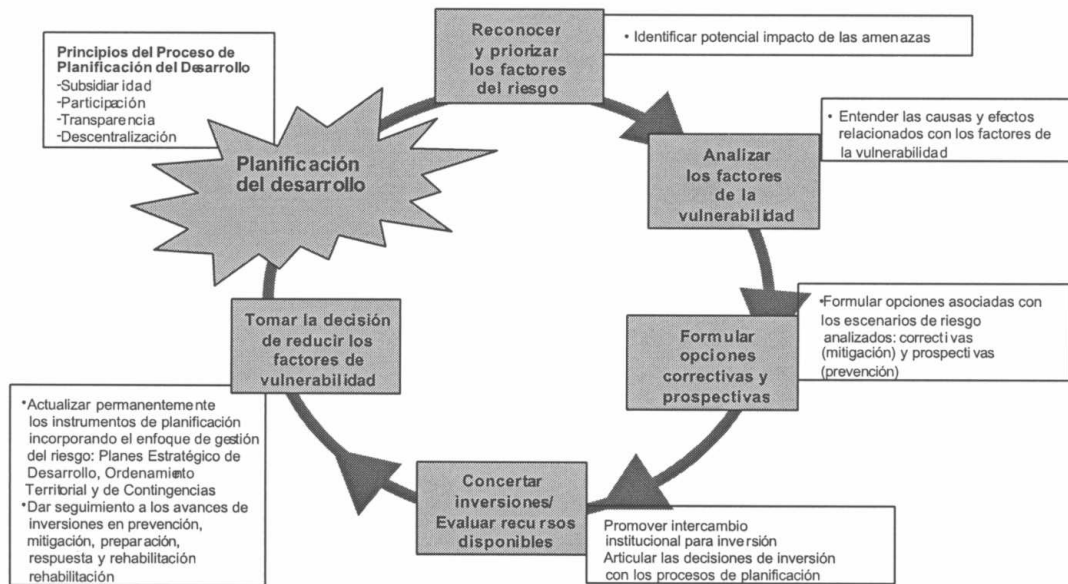 Principios del Proceso de
Planificación del Desarrollo
-Subsidiaridad
-Participación
-Transparencia
-Descentralización
Planificación
del desarrollo
Reconocer
y priorizar
los factores
del riesgo
• Identificar potencial impacto de las amenazas
Analizar
los factores
de la
vulnerabilidad
• Entender las causas y efectos
relacionados con los factores de
la vulnerabilidad
Formular
opciones
correctivas y
prospectivas
•Formular opciones asociadas con
los escenarios de riesgo
analizados: correctivas
(mitigación) y prospectivas
(prevención)
Concertar
inversiones/
Evaluar recursos
disponibles
Promover intercambio
institucional para inversión
Articular las decisiones de inversión
con los procesos de planificación
Tomar la decisión
de reducir los
factores de
vulnerabilidad
•Actualizar permanentemente
los instrumentos de planificación
incorporando el enfoque de gestión
del riesgo: Planes Estratégico de
Desarrollo, Ordenamiento
Territorial y de Contingencias
•Dar seguimiento a los avances de
inversiones en prevención,
mitigación, preparación,
respuesta y rehabilitación
rehabilitación